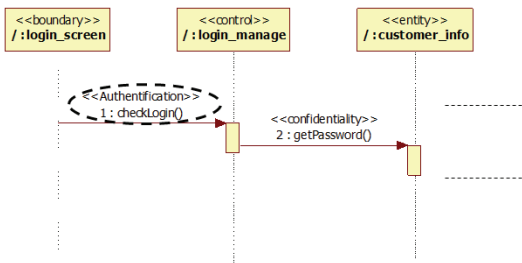 <<boundary>>
/ :login_screen
<<control>>
/ :login_manage
<<entity>>
/ :customer_info
<<Authentification>>
1 : checkLogin()
<<confidentiality>>
2 : getPassword()